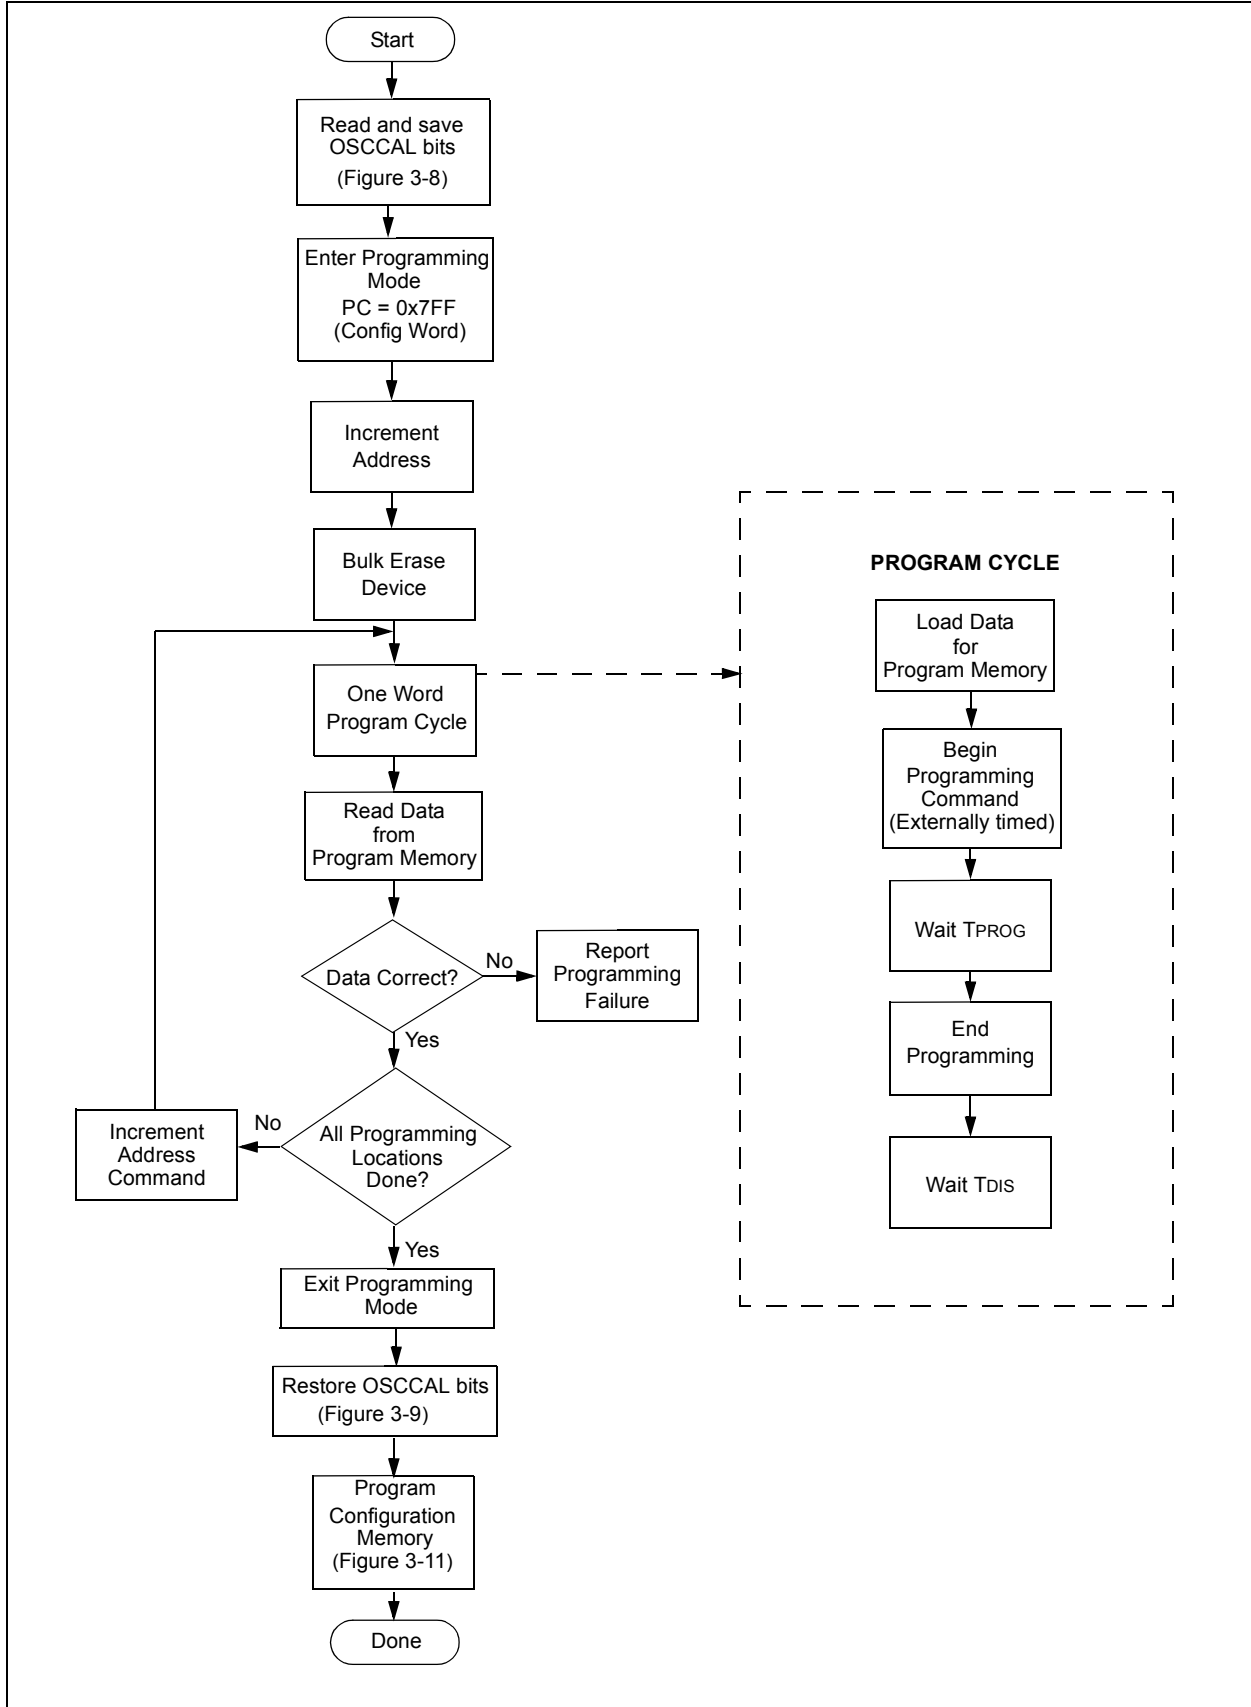 Start
Read and save
OSCCAL bits
(Figure 3-8)
Enter Programming
Mode
PC = 0x7FF
(Config Word)
Increment
Address
Bulk Erase
Device
One Word
Program Cycle
Read Data
from
Program Memory
Data Correct?
No
Report
Programming
Failure
Yes
All Programming
Locations
Done?
No
Increment
Address
Command
Yes
Exit Programming
Mode
Restore OSCCAL bits
(Figure 3-9)
Program
Configuration
Memory
(Figure 3-11)
Done
PROGRAM CYCLE
Load Data
for
Program Memory
Begin
Programming
Command
(Externally timed)
Wait TPROG
End
Programming
Wait TDIS